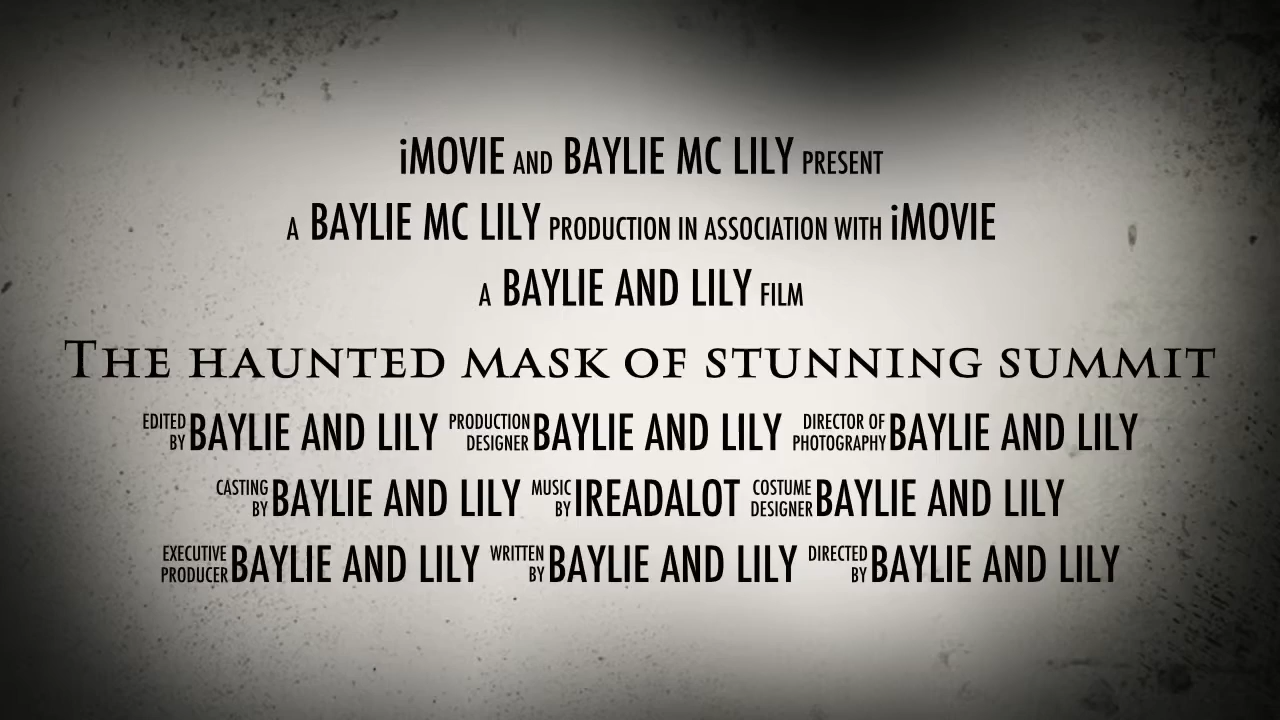 iMOVIE AND BAYLIE MC LILY PRESENT
A BAYLIE MC LILY PRODUCTION IN ASSOCIATION WITH iMOVIE
A BAYLIE AND LILY FILM
THE HAUNTED MASK OF STUNNING SUMMIT
EDITED BY BAYLIE AND LILY PRODUCTION DESIGNER BAYLIE AND LILY DIRECTOR OF PHOTOGRAPHY BAYLIE AND LILY
CASTING BY BAYLIE AND LILY MUSIC BY IREADALOT COSTUME DESIGNER BAYLIE AND LILY
EXECUTIVE PRODUCER BAYLIE AND LILY WRITTEN BY BAYLIE AND LILY DIRECTED BY BAYLIE AND LILY